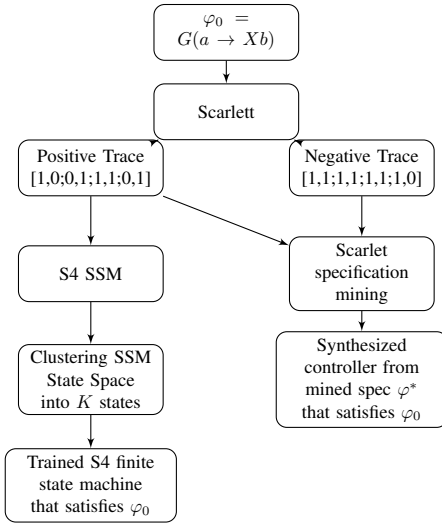 φ₀ =
G(a → Xb)
Scarlett
Positive Trace
[1,0;0,1;1,1;0,1]
Negative Trace
[1,1;1,1;1,1;1,0]
S4 SSM
Scarlet
specification
mining
Clustering SSM
State Space
into K states
Synthesized
controller from
mined spec φ*
that satisfies φ₀
Trained S4 finite
state machine
that satisfies φ₀